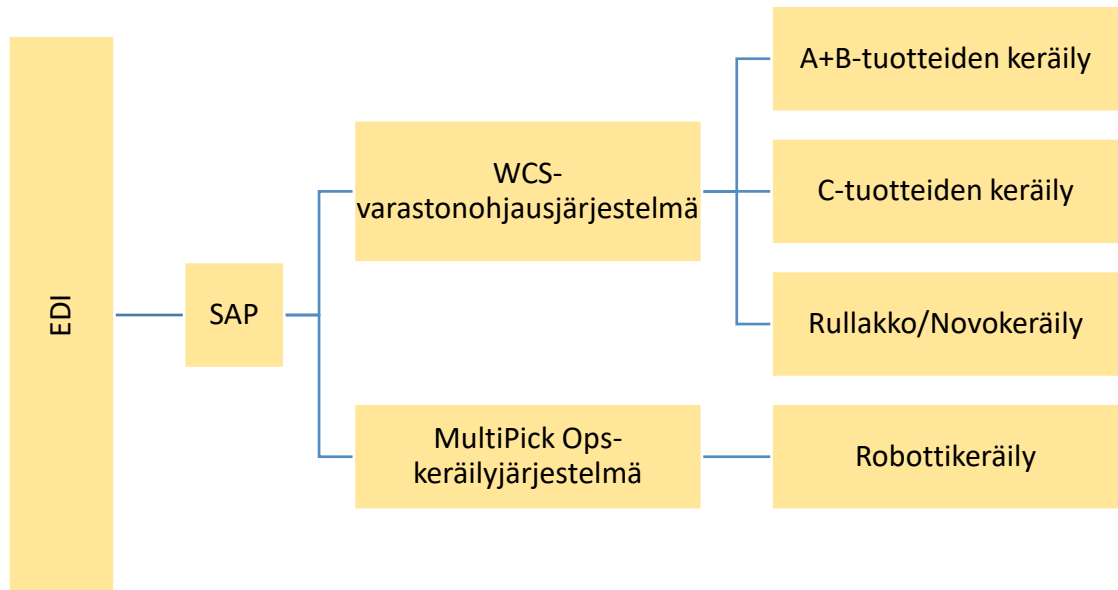 EDI
SAP
WCS-
varastonohjausjärjestelmä
MultiPick Ops-
keräilyjärjestelmä
A+B-tuotteiden keräily
C-tuotteiden keräily
Rullakko/Novokeräily
Robottikeräily